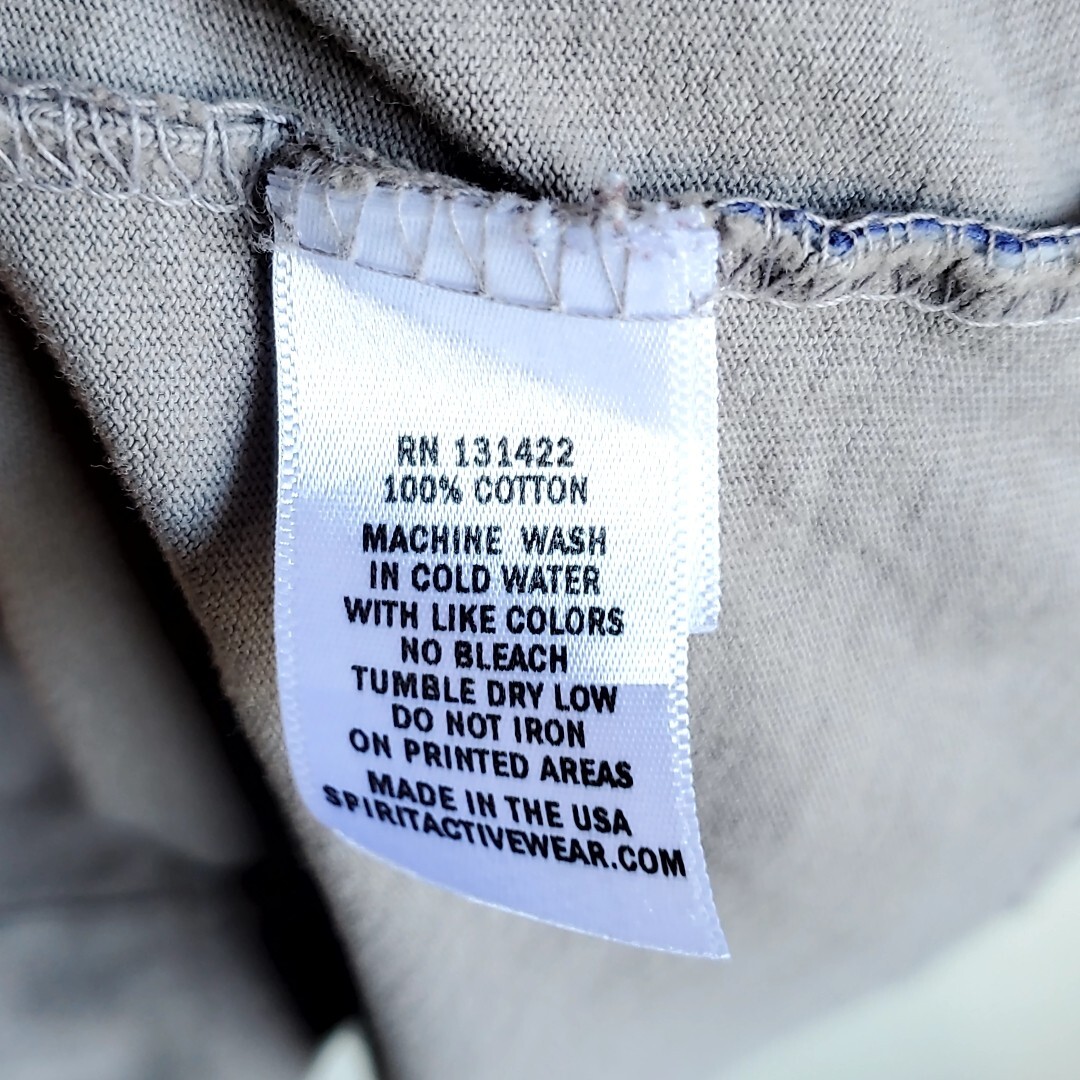 RN 131422
100% COTTON
MACHINE WASH
IN COLD WATER
WITH LIKE COLORS
NO BLEACH
TUMBLE DRY LOW
DO NOT IRON
ON PRINTED AREAS
MADE IN THE USA
SPIRITACTIVEWEAR.COM